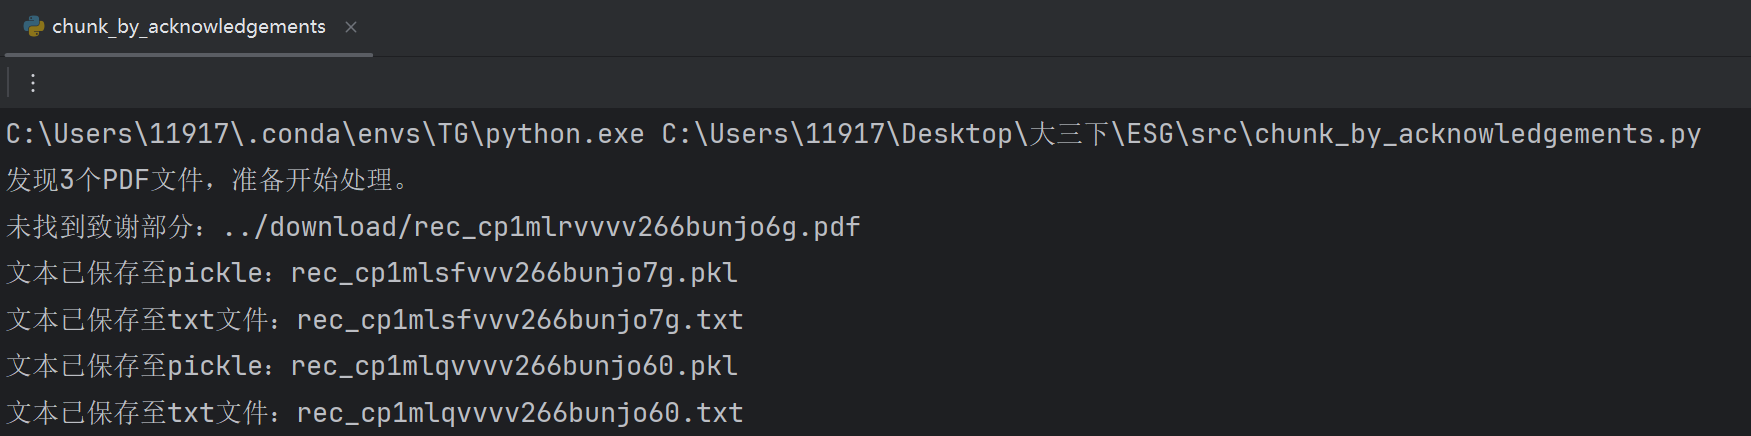 chunk_by_acknowledgements
C:\Users\11917\.conda\envs\TG\python.exe C:\Users\11917\Desktop\大三下\ESG\src\chunk_by_acknowledgements.py
发现3个PDF文件，准备开始处理。
未找到致谢部分：../download/rec_cp1mlrvvvv266bunjo6g.pdf
文本已保存至pickle：rec_cp1mlsfvvv266bunjo7g.pkl
文本已保存至txt文件：rec_cp1mlsfvvv266bunjo7g.txt
文本已保存至pickle：rec_cp1mlqvvvv266bunjo60.pkl
文本已保存至txt文件：rec_cp1mlqvvvv266bunjo60.txt